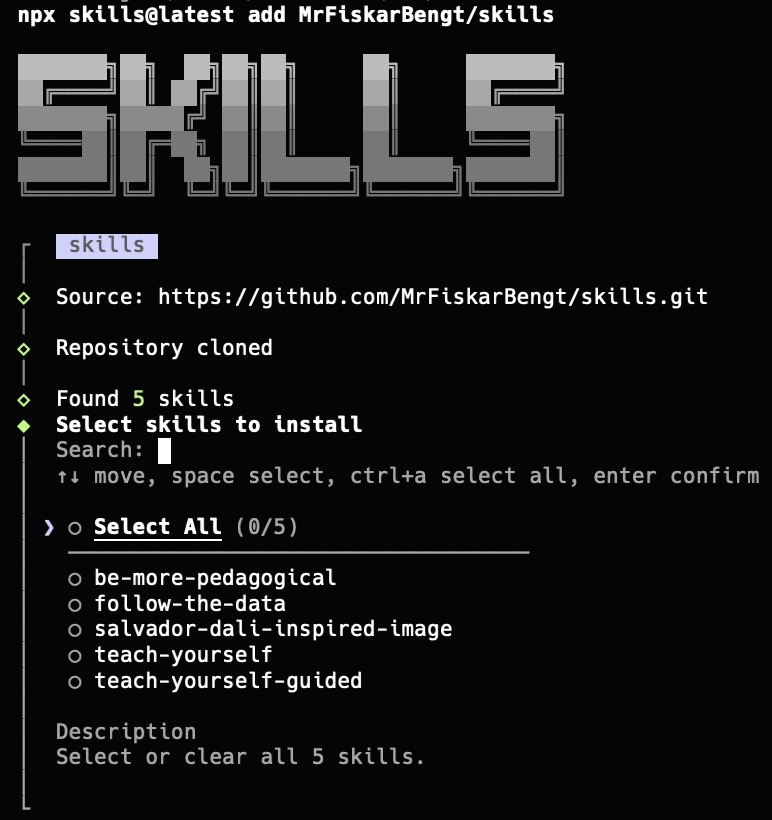 npx skills@latest add MrFiskarBengt/skills
SKILLS
skills
Source: https://github.com/MrFiskarBengt/skills.git
Repository cloned
Found 5 skills
Select skills to install
Search:
↑↓ move, space select, ctrl+a select all, enter confirm
❯ ○ Select All (0/5)
○ be-more-pedagogical
○ follow-the-data
○ salvador-dali-inspired-image
○ teach-yourself
○ teach-yourself-guided
Description
Select or clear all 5 skills.